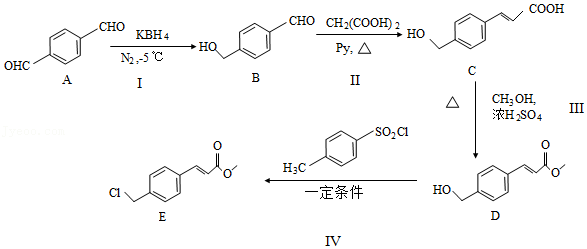 CHO
OHC
A
KBH4
N2,-5℃
I
HO
CHO
B
CH2(COOH) 2
Py, △
II
HO
COOH
C
△
CH3OH,
浓H2SO4
III
HO
O
O
D
SO2Cl
H3C
一定条件
IV
Cl
O
O
E